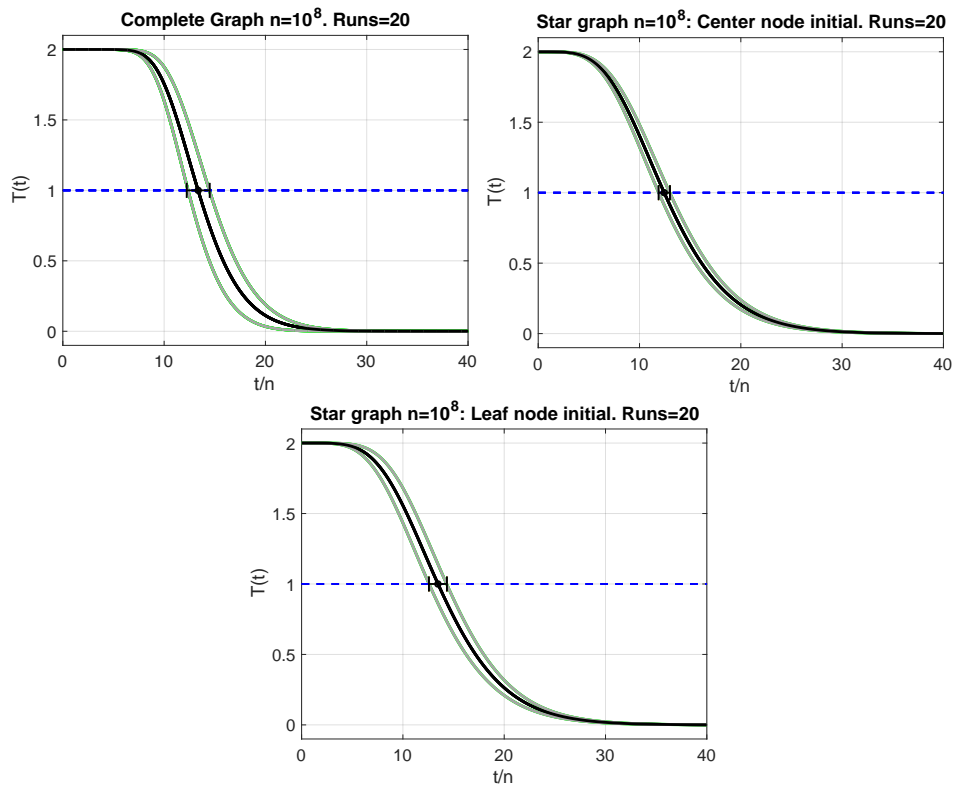 Complete Graph n=10^8. Runs=20
2
1.5
1
0.5
0
T(t)
0 10 20 30 40
t/n
Star graph n=10^8: Center node initial. Runs=20
2
1.5
1
0.5
0
T(t)
0 10 20 30 40
t/n
Star graph n=10^8: Leaf node initial. Runs=20
2
1.5
1
0.5
0
T(t)
0 10 20 30 40
t/n